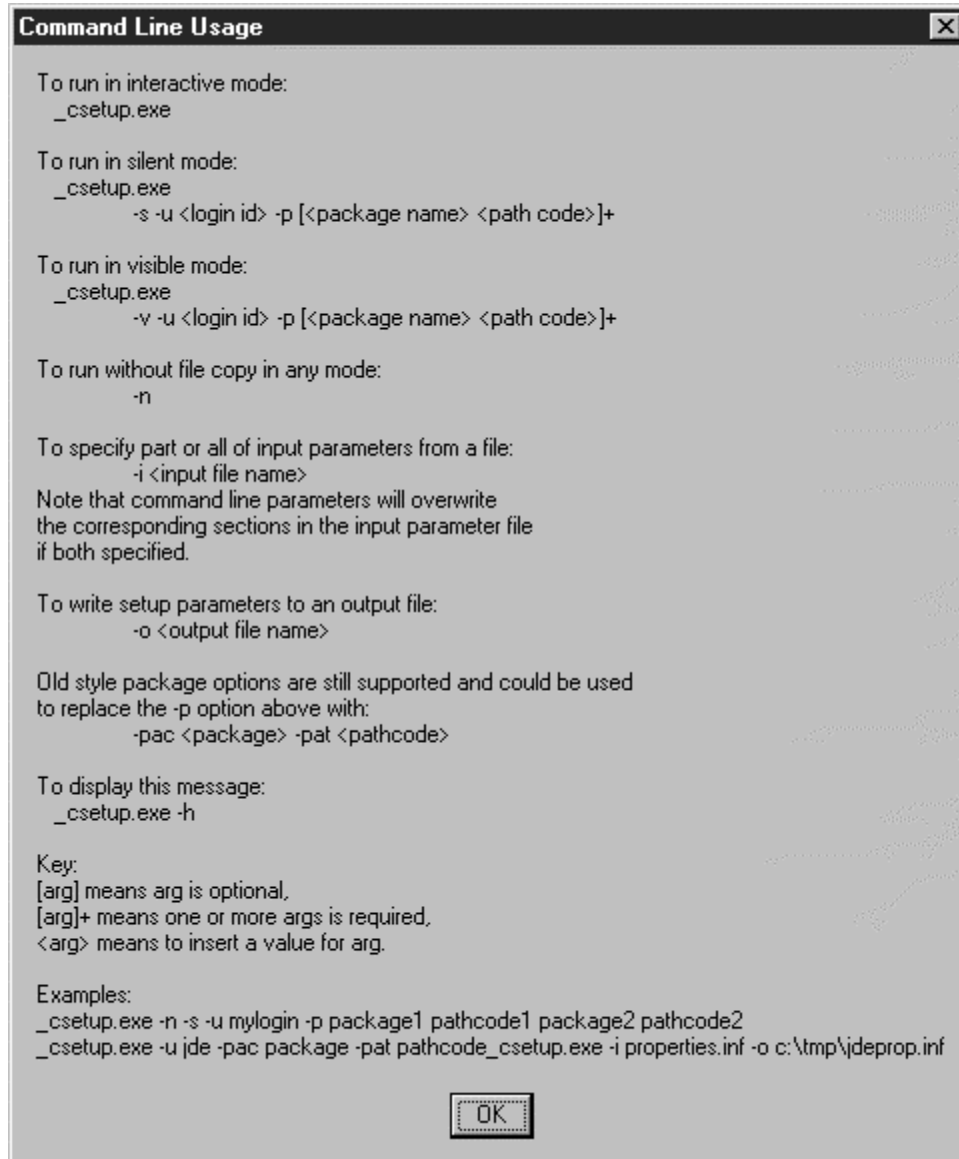 Command Line Usage
To run in interactive mode:
_csetup.exe
To run in silent mode:
_csetup.exe
-s -u <login id> -p [<package name> <path code>]+
To run in visible mode:
_csetup.exe
-v -u <login id> -p [<package name> <path code>]+
To run without file copy in any mode:
-n
To specify part or all of input parameters from a file:
-i <input file name>
Note that command line parameters will overwrite
the corresponding sections in the input parameter file
if both specified.
To write setup parameters to an output file:
-o <output file name>
Old style package options are still supported and could be used
to replace the -p option above with:
-pac <package> -pat <pathcode>
To display this message:
_csetup.exe -h
Key:
[arg] means arg is optional,
[arg]+ means one or more args is required,
<arg> means to insert a value for arg.
Examples:
_csetup.exe -n -s -u mylogin -p package1 pathcode1 package2 pathcode2
_csetup.exe -u jde -pac package -pat pathcode_csetup.exe -i properties.inf -o c:\tmp\jdeprop.inf
OK